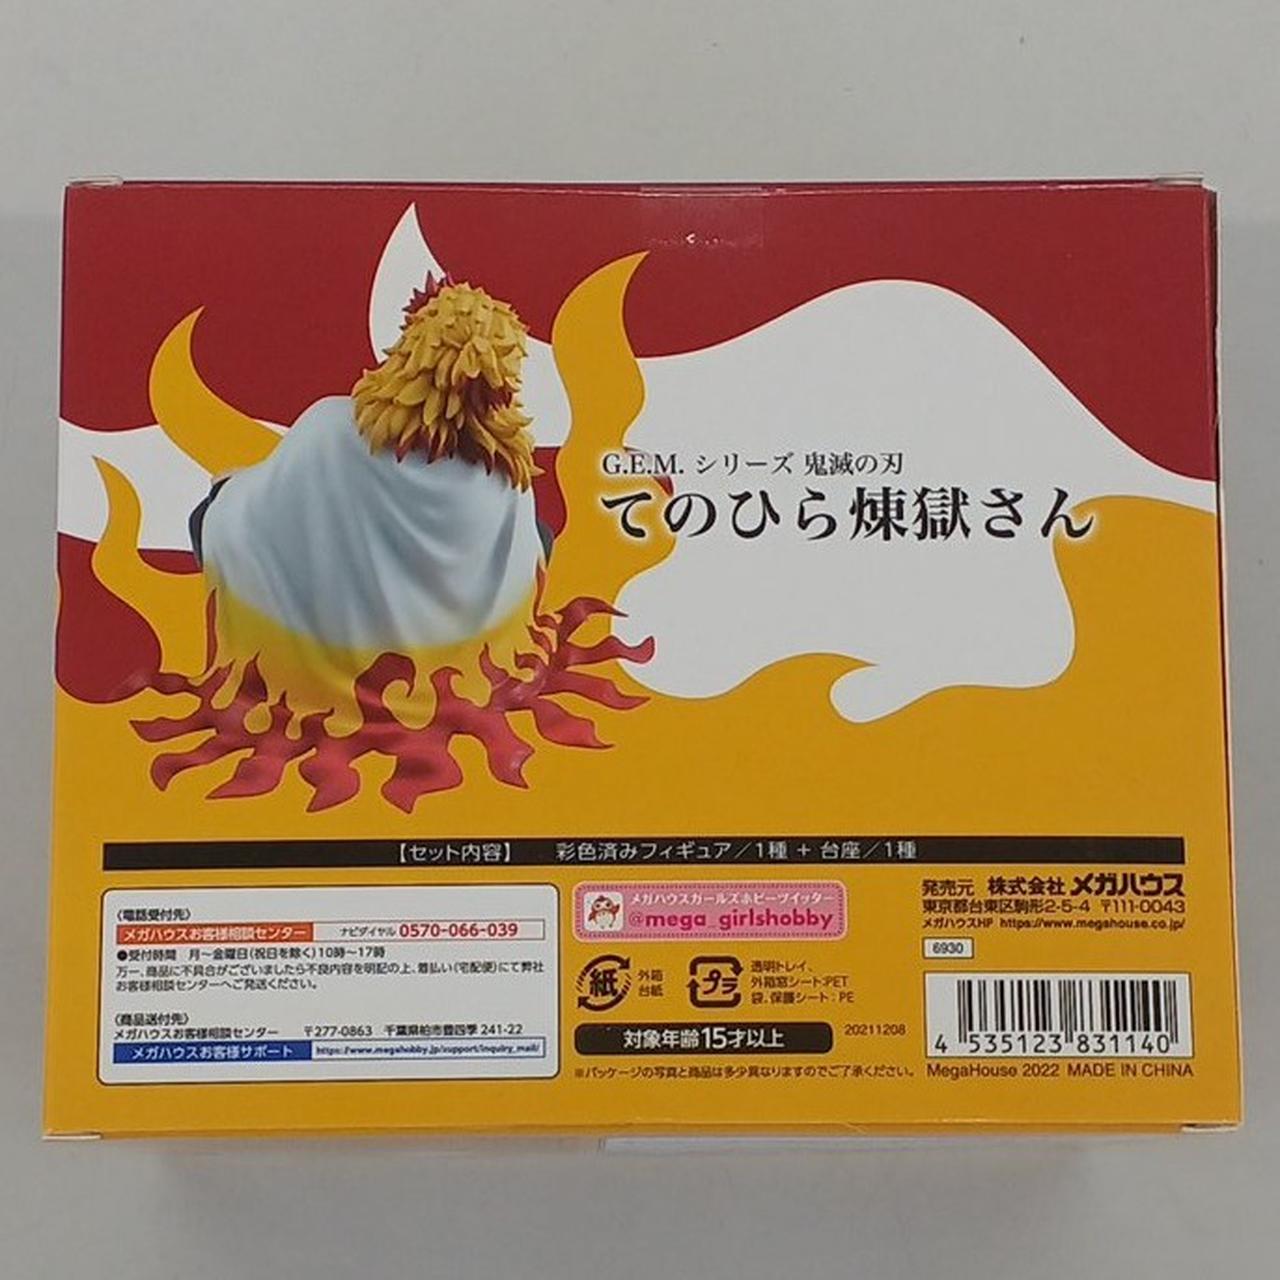 G.E.M. シリーズ 鬼滅の刃
てのひら煉獄さん
【セット内容】 彩色済みフィギュア／1種 + 台座／1種
〈電話受付先〉
メガハウスお客様相談センター ナビダイヤル 0570-066-039
●受付時間 月～金曜日(祝日を除く)10時～17時
万一、商品に不具合がございましたら不良内容を明記の上、着払い(宅配便)にて弊社
お客様相談センターへご発送ください。
〈商品送付先〉
メガハウスお客様相談センター 〒277-0863 千葉県柏市豊四季 241-22
メガハウスお客様サポート https://www.megahobby.jp/support/inquiry_mail/
メガハウスガールズホビーツイッター
@mega_girlshobby
紙 外箱
台紙
プラ 透明トレイ、
外箱窓シート:PET
袋、保護シート:PE
対象年齢15才以上 20211208
※パッケージの写真と商品は多少異なりますのでご了承ください。
発売元 株式会社 メガハウス
東京都台東区駒形2-5-4 〒111-0043
メガハウスHP https://www.megahouse.co.jp/
6930
4 535123 831140
MegaHouse 2022 MADE IN CHINA